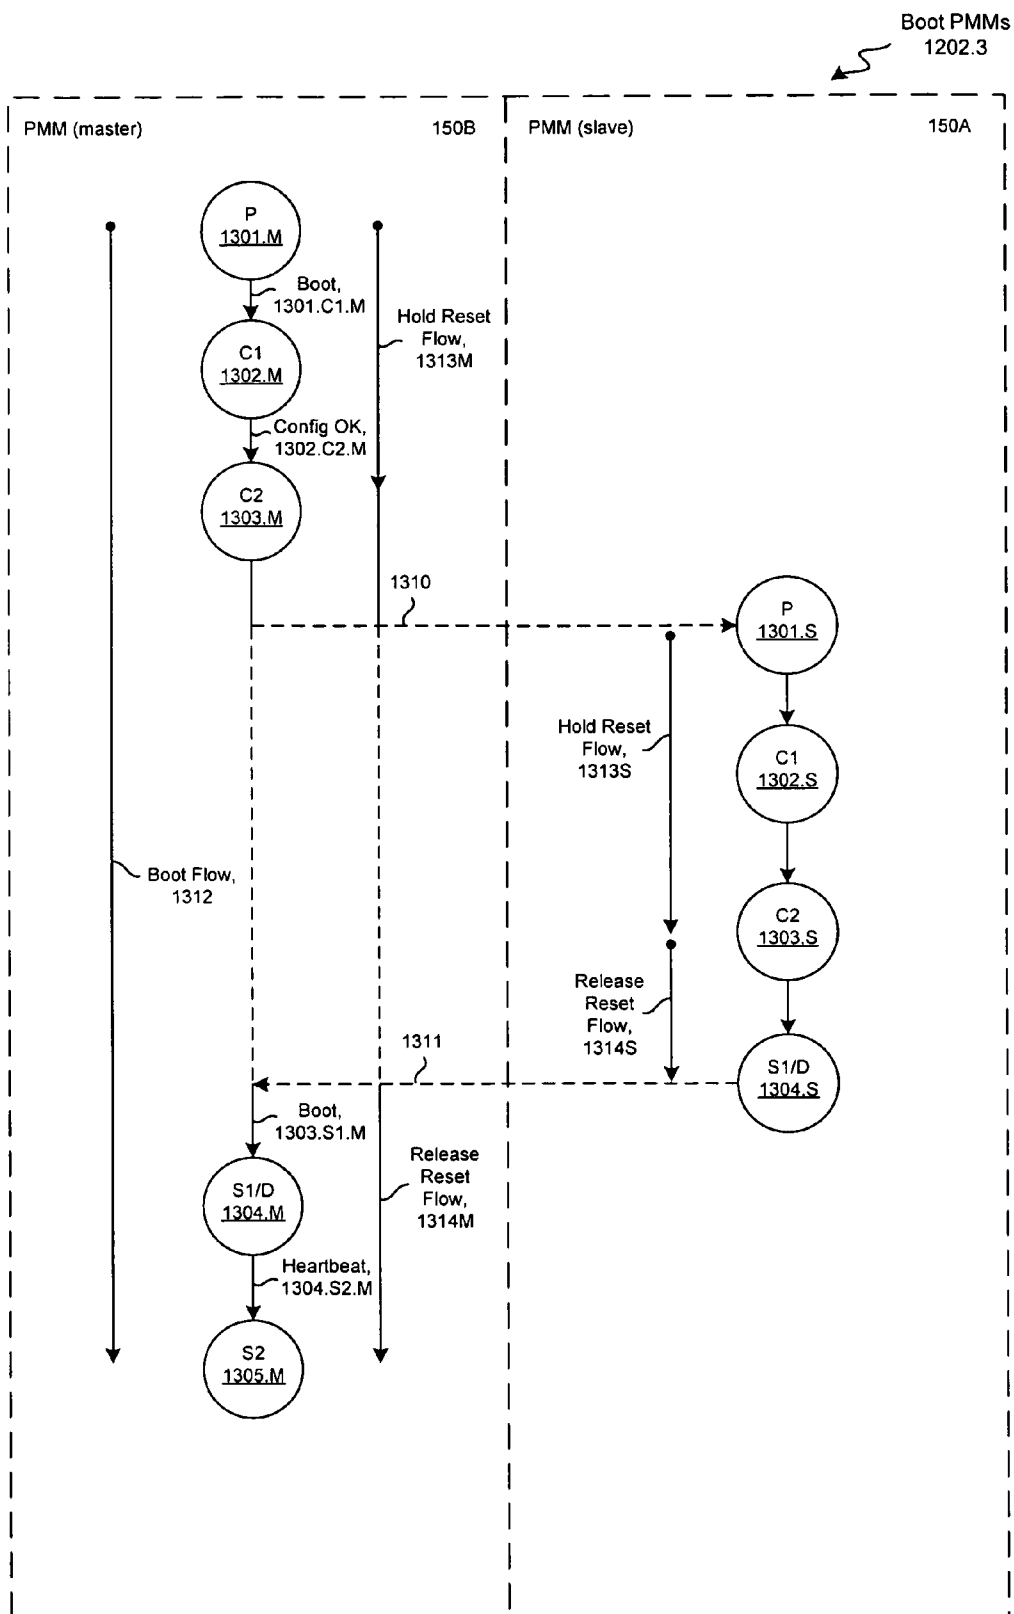 Boot PMMs
1202.3
PMM (master)
150B
PMM (slave)
150A
P
1301.M
Boot,
1301.C1.M
Hold Reset
Flow,
1313M
C1
1302.M
Config OK,
1302.C2.M
C2
1303.M
1310
P
1301.S
Hold Reset
Flow,
1313S
C1
1302.S
Boot Flow,
1312
C2
1303.S
Release
Reset
Flow,
1314S
1311
S1/D
1304.S
Boot,
1303.S1.M
Release
Reset
Flow,
1314M
S1/D
1304.M
Heartbeat,
1304.S2.M
S2
1305.M